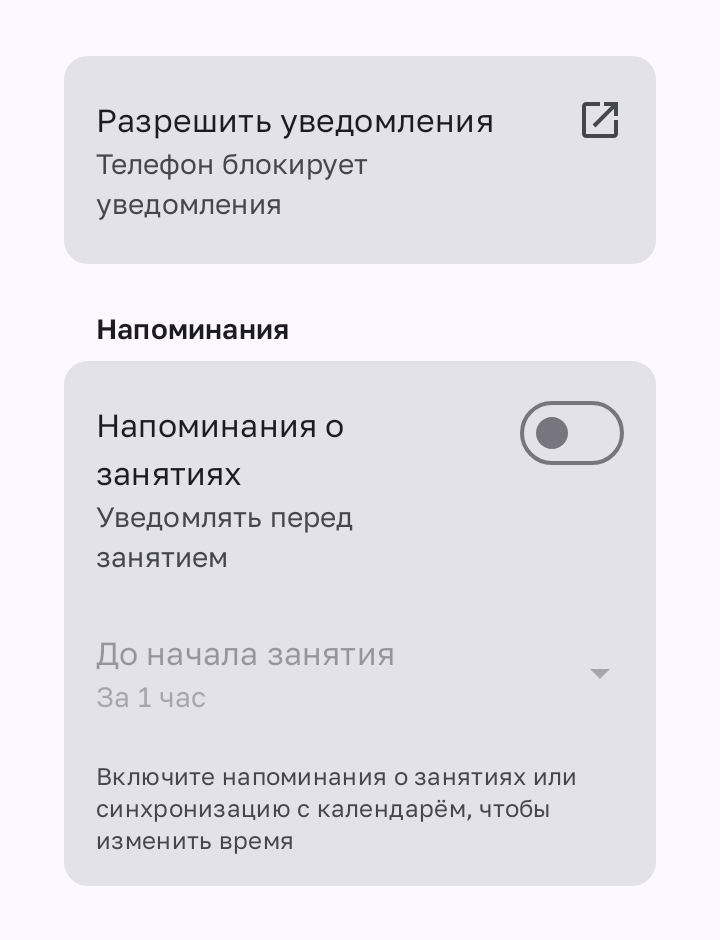 Разрешить уведомления
Телефон блокирует
уведомления
Напоминания
Напоминания о
занятиях
Уведомлять перед
занятием
До начала занятия
За 1 час
Включите напоминания о занятиях или
синхронизацию с календарём, чтобы
изменить время